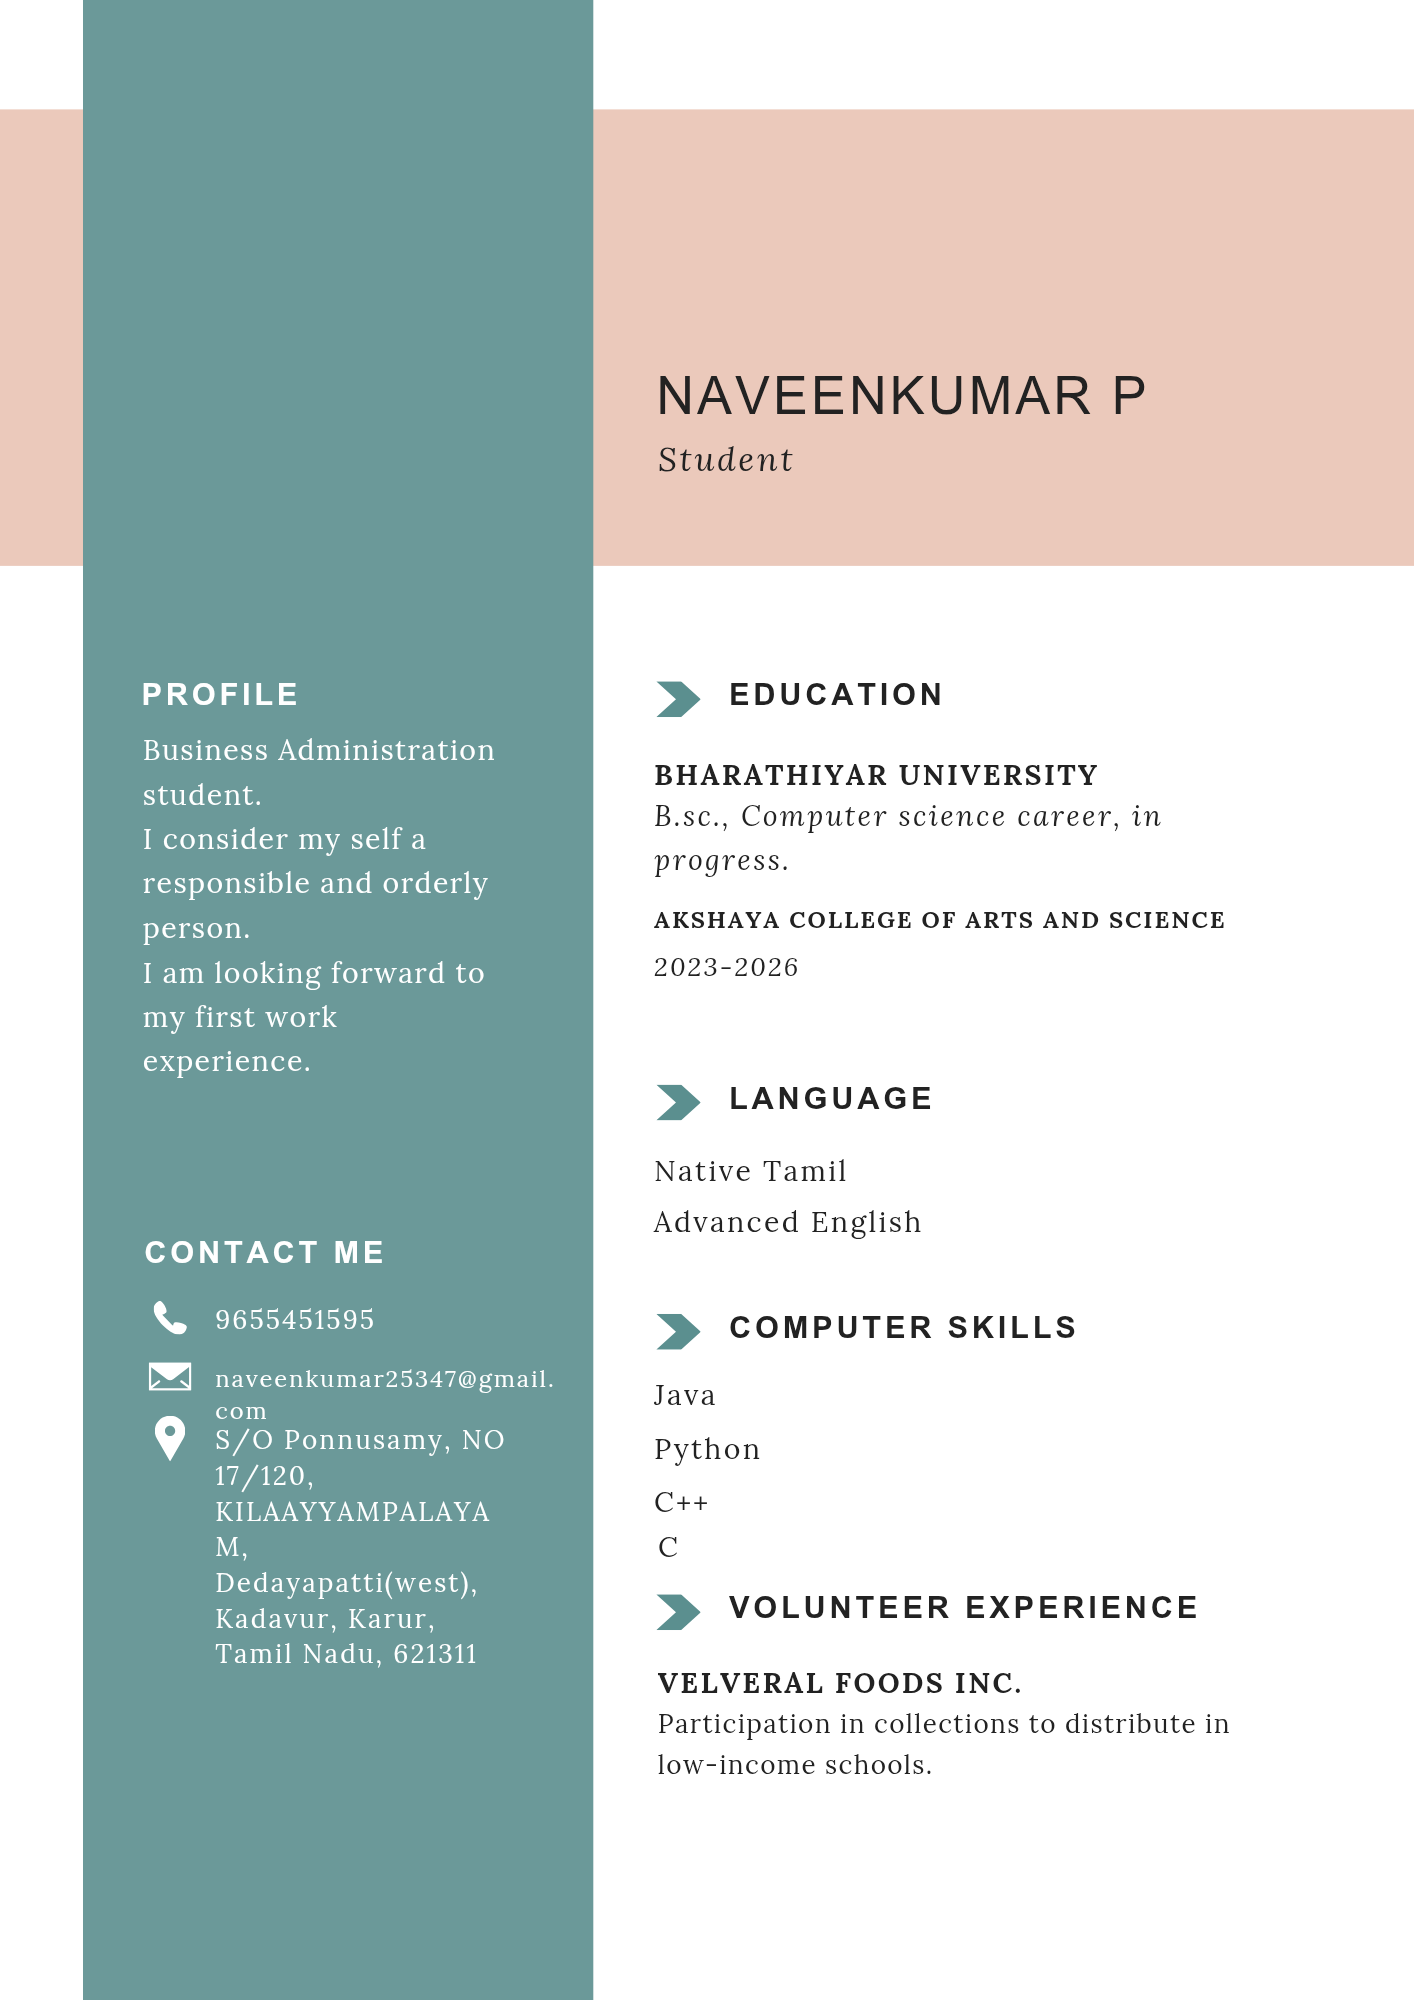 NAVEENKUMAR P
Student
PROFILE
Business Administration
student.
I consider my self a
responsible and orderly
person.
I am looking forward to
my first work
experience.
CONTACT ME
9655451595
naveenkumar25347@gmail.
com
S/O Ponnusamy, NO
17/120,
KILAAYYAMPALAYA
M,
Dedayapatti(west),
Kadavur, Karur,
Tamil Nadu, 621311
EDUCATION
BHARATHIYAR UNIVERSITY
B.sc., Computer science career, in
progress.
AKSHAYA COLLEGE OF ARTS AND SCIENCE
2023-2026
LANGUAGE
Native Tamil
Advanced English
COMPUTER SKILLS
Java
Python
C++
C
VOLUNTEER EXPERIENCE
VELVERAL FOODS INC.
Participation in collections to distribute in
low-income schools.